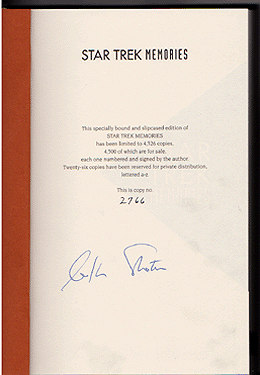 STAR TREK MEMORIES
This specially bound and slipcased edition of
STAR TREK MEMORIES
has been limited to 4,526 copies,
4,500 of which are for sale,
each one numbered and signed by the author.
Twenty-six copies have been reserved for private distribution,
lettered a-z.
This is copy no.
2766